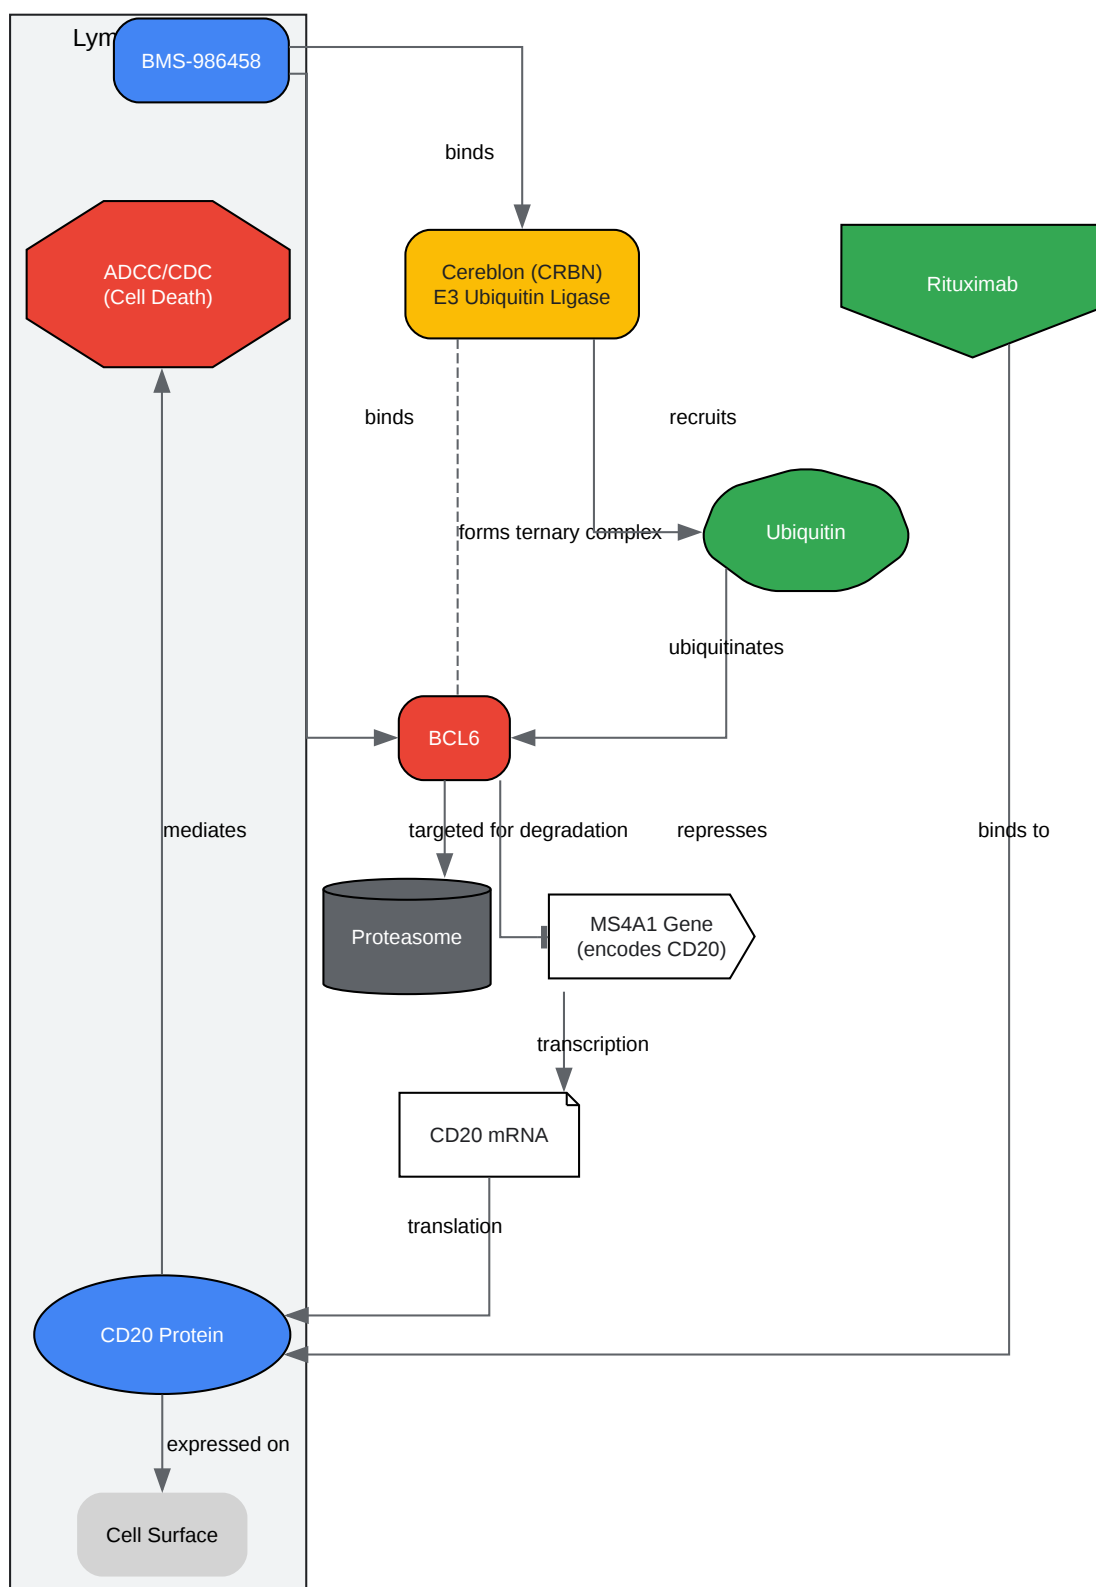 Lym
BMS-986458
binds
ADCC/CDC
(Cell Death)
Cereblon (CRBN)
E3 Ubiquitin Ligase
Rituximab
binds
recruits
forms ternary complex
Ubiquitin
ubiquitinates
BCL6
mediates
targeted for degradation
represses
binds to
Proteasome
MS4A1 Gene
(encodes CD20)
transcription
CD20 mRNA
translation
CD20 Protein
expressed on
Cell Surface